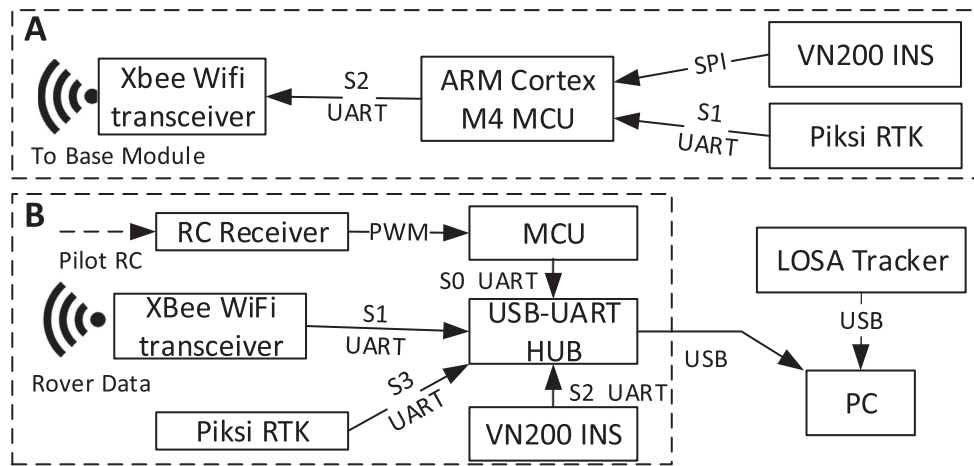 A
Xbee Wifi
transceiver
To Base Module
S2
UART
ARM Cortex
M4 MCU
SPI
S1
UART
VN200 INS
Piksi RTK
B
Pilot RC
RC Receiver
PWM
MCU
S0 UART
XBee WiFi
transceiver
Rover Data
S1
UART
USB-UART
HUB
S3
UART
Piksi RTK
S2 UART
VN200 INS
USB
LOSA Tracker
USB
PC